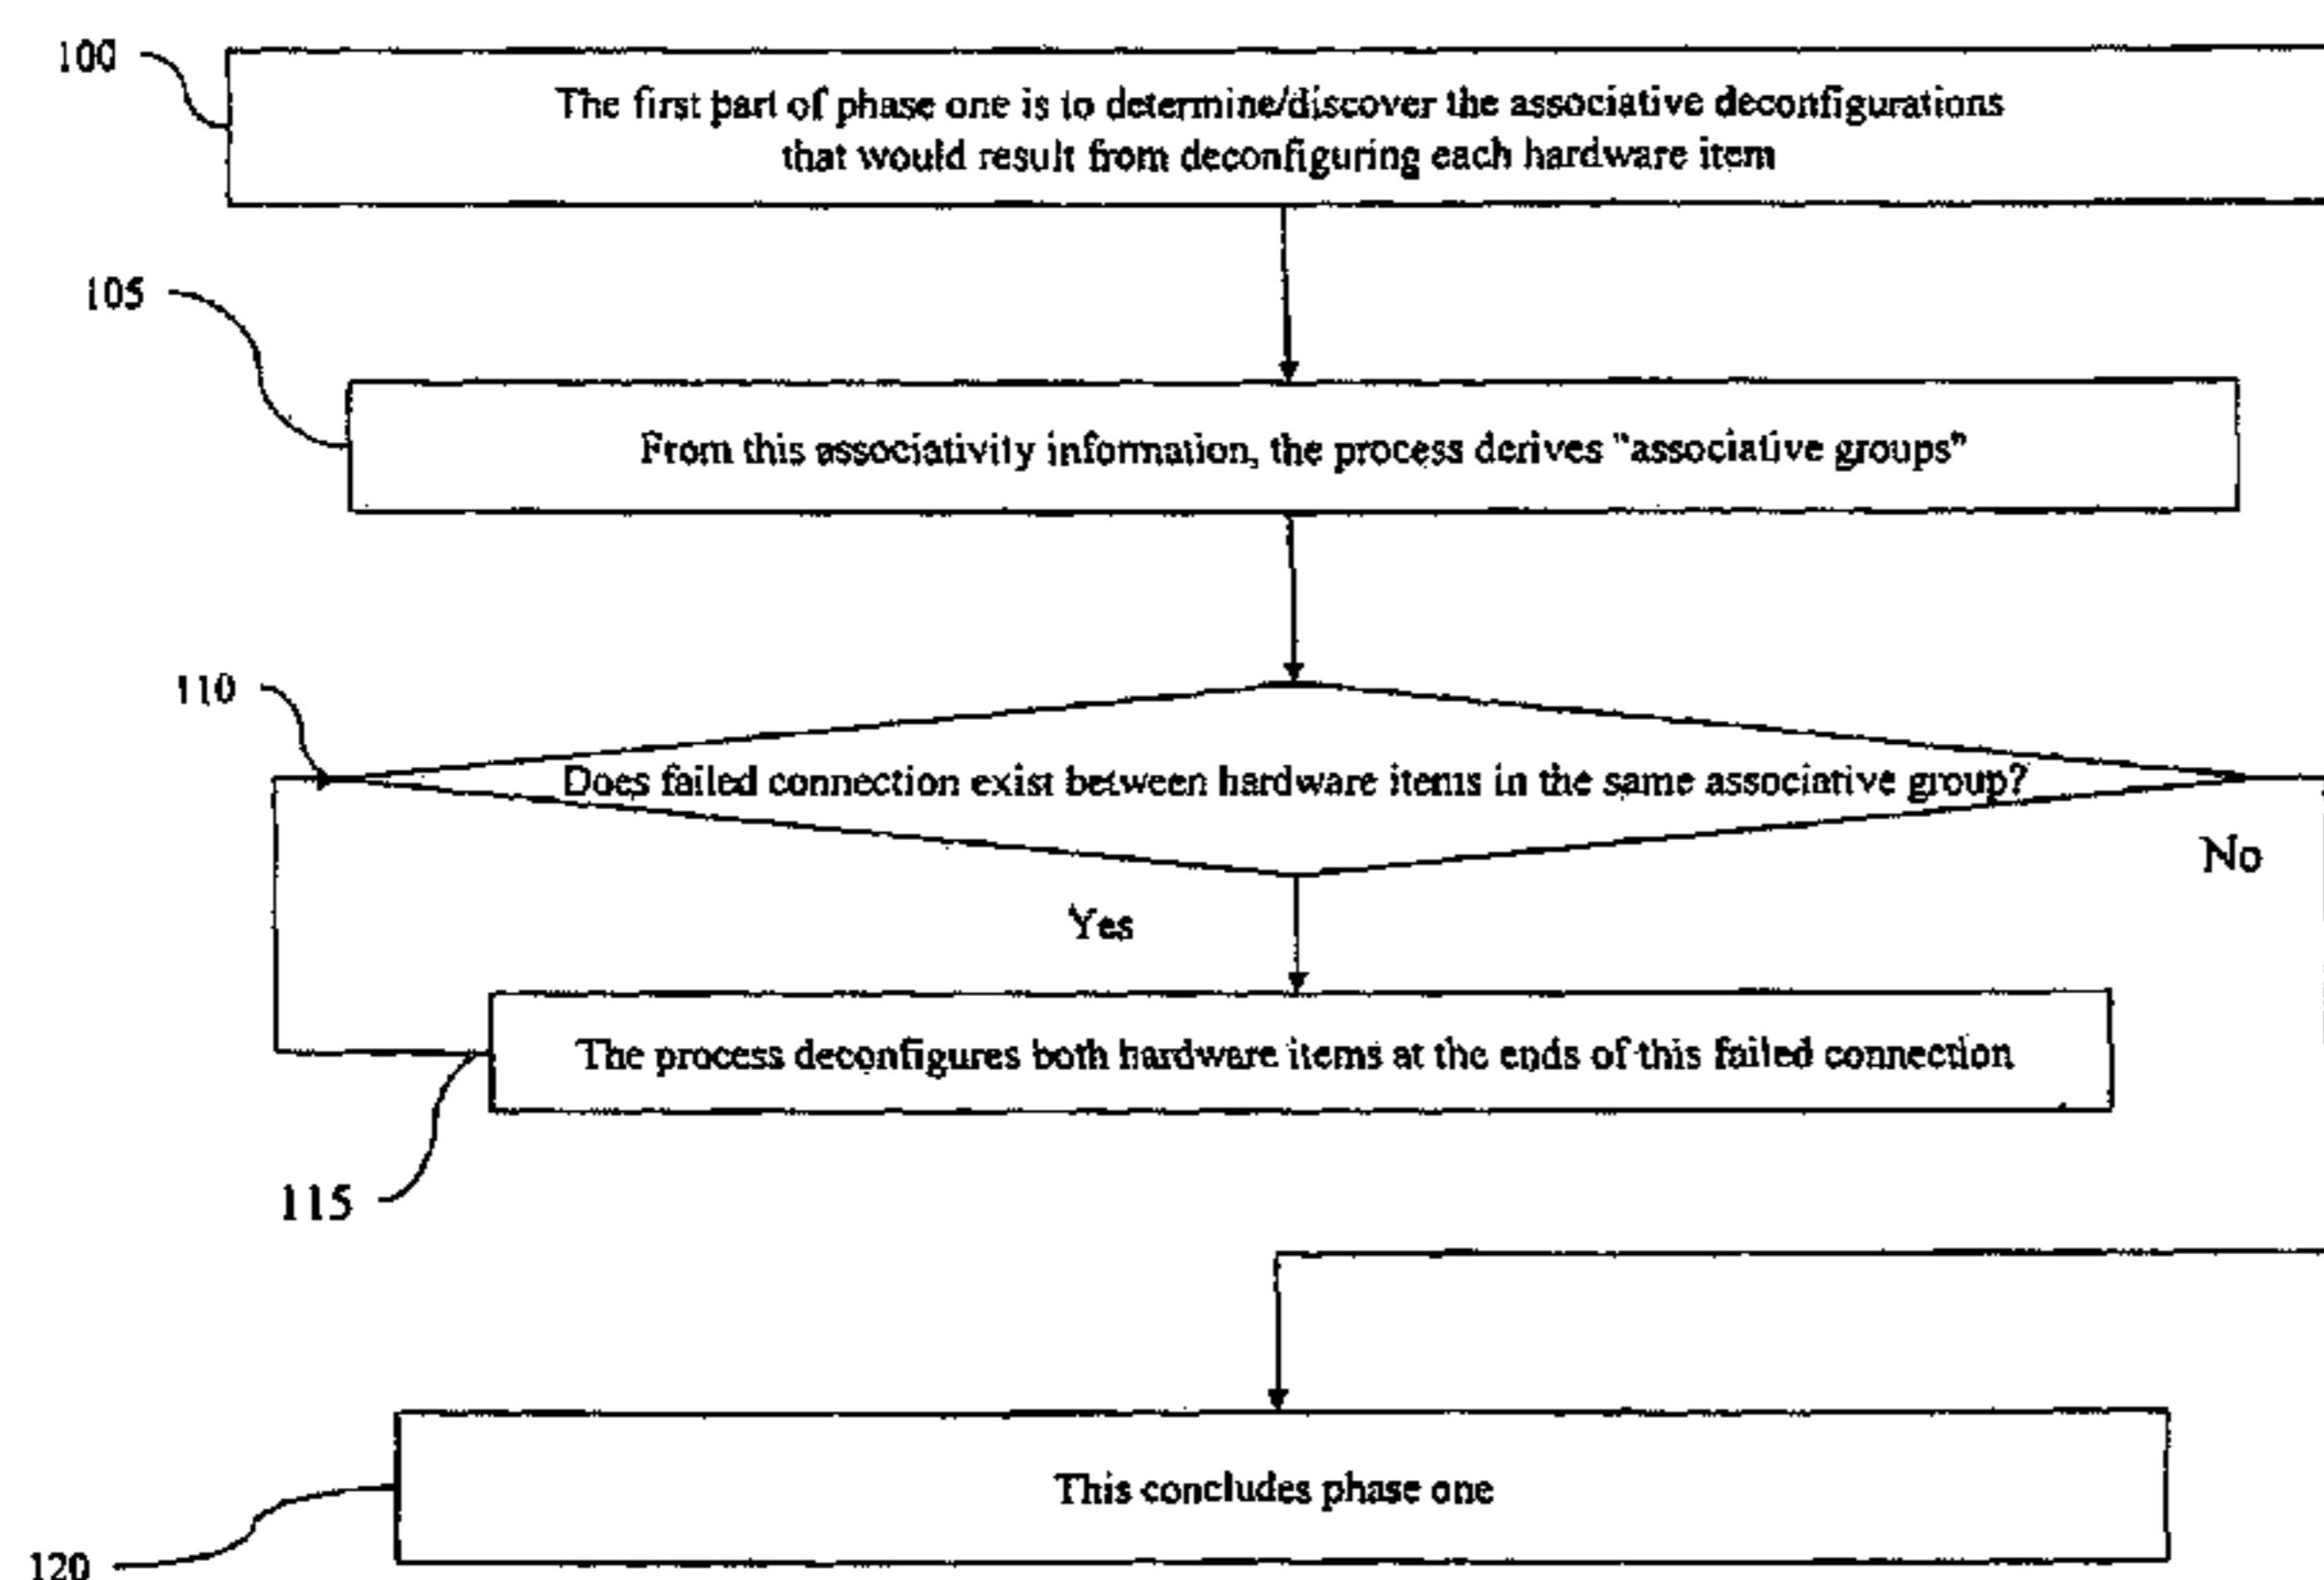 100
The first part of phase one is to determine/discover the associative deconfigurations
that would result from deconfiguring each hardware item
105
From this associativity information, the process derives "associative groups"
110
Does failed connection exist between hardware items in the same associative group?
No
Yes
The process deconfigures both hardware items at the ends of this failed connection
115
This concludes phase one
120